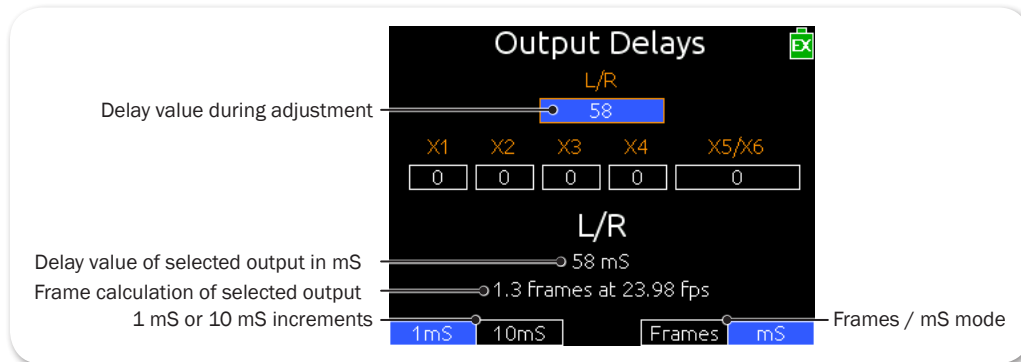 Output Delays
EX
L/R
Delay value during adjustment
58
X1 X2 X3 X4 X5/X6
0 0 0 0 0
L/R
Delay value of selected output in mS
58 mS
Frame calculation of selected output
1.3 frames at 23.98 fps
1 mS or 10 mS increments
1mS 10mS Frames mS
Frames / mS mode